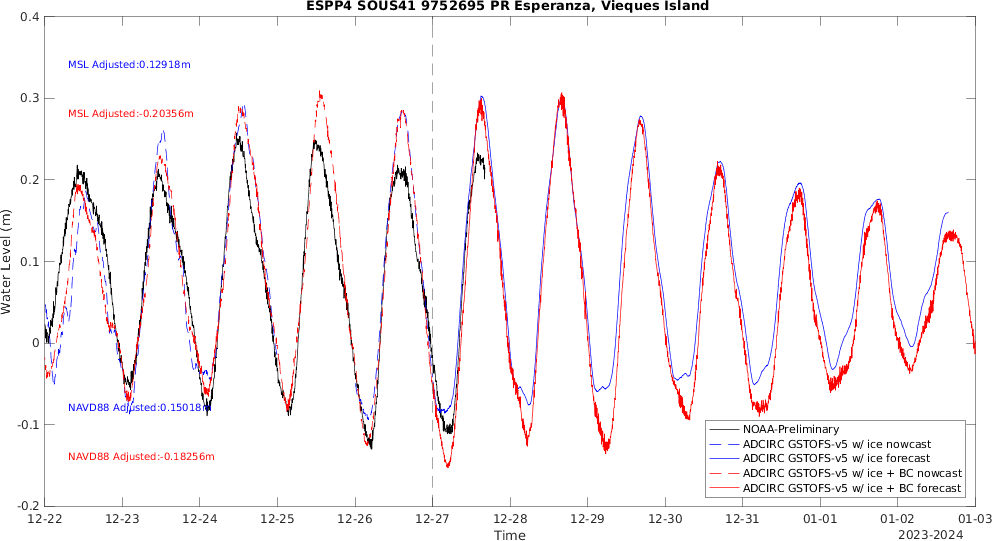 ESPP4 SOUS41 9752695 PR Esperanza, Vieques Island
0.4
0.3
0.2
0.1
0
-0.1
-0.2
Water Level (m)
MSL Adjusted:0.12918m
MSL Adjusted:-0.20356m
NAVD88 Adjusted:0.15018m
NAVD88 Adjusted:-0.18256m
NOAA-Preliminary
ADCIRC GSTOFS-v5 w/ ice nowcast
ADCIRC GSTOFS-v5 w/ ice forecast
ADCIRC GSTOFS-v5 w/ ice + BC nowcast
ADCIRC GSTOFS-v5 w/ ice + BC forecast
12-22 12-23 12-24 12-25 12-26 12-27 12-28 12-29 12-30 12-31 01-01 01-02 01-03
Time
2023-2024